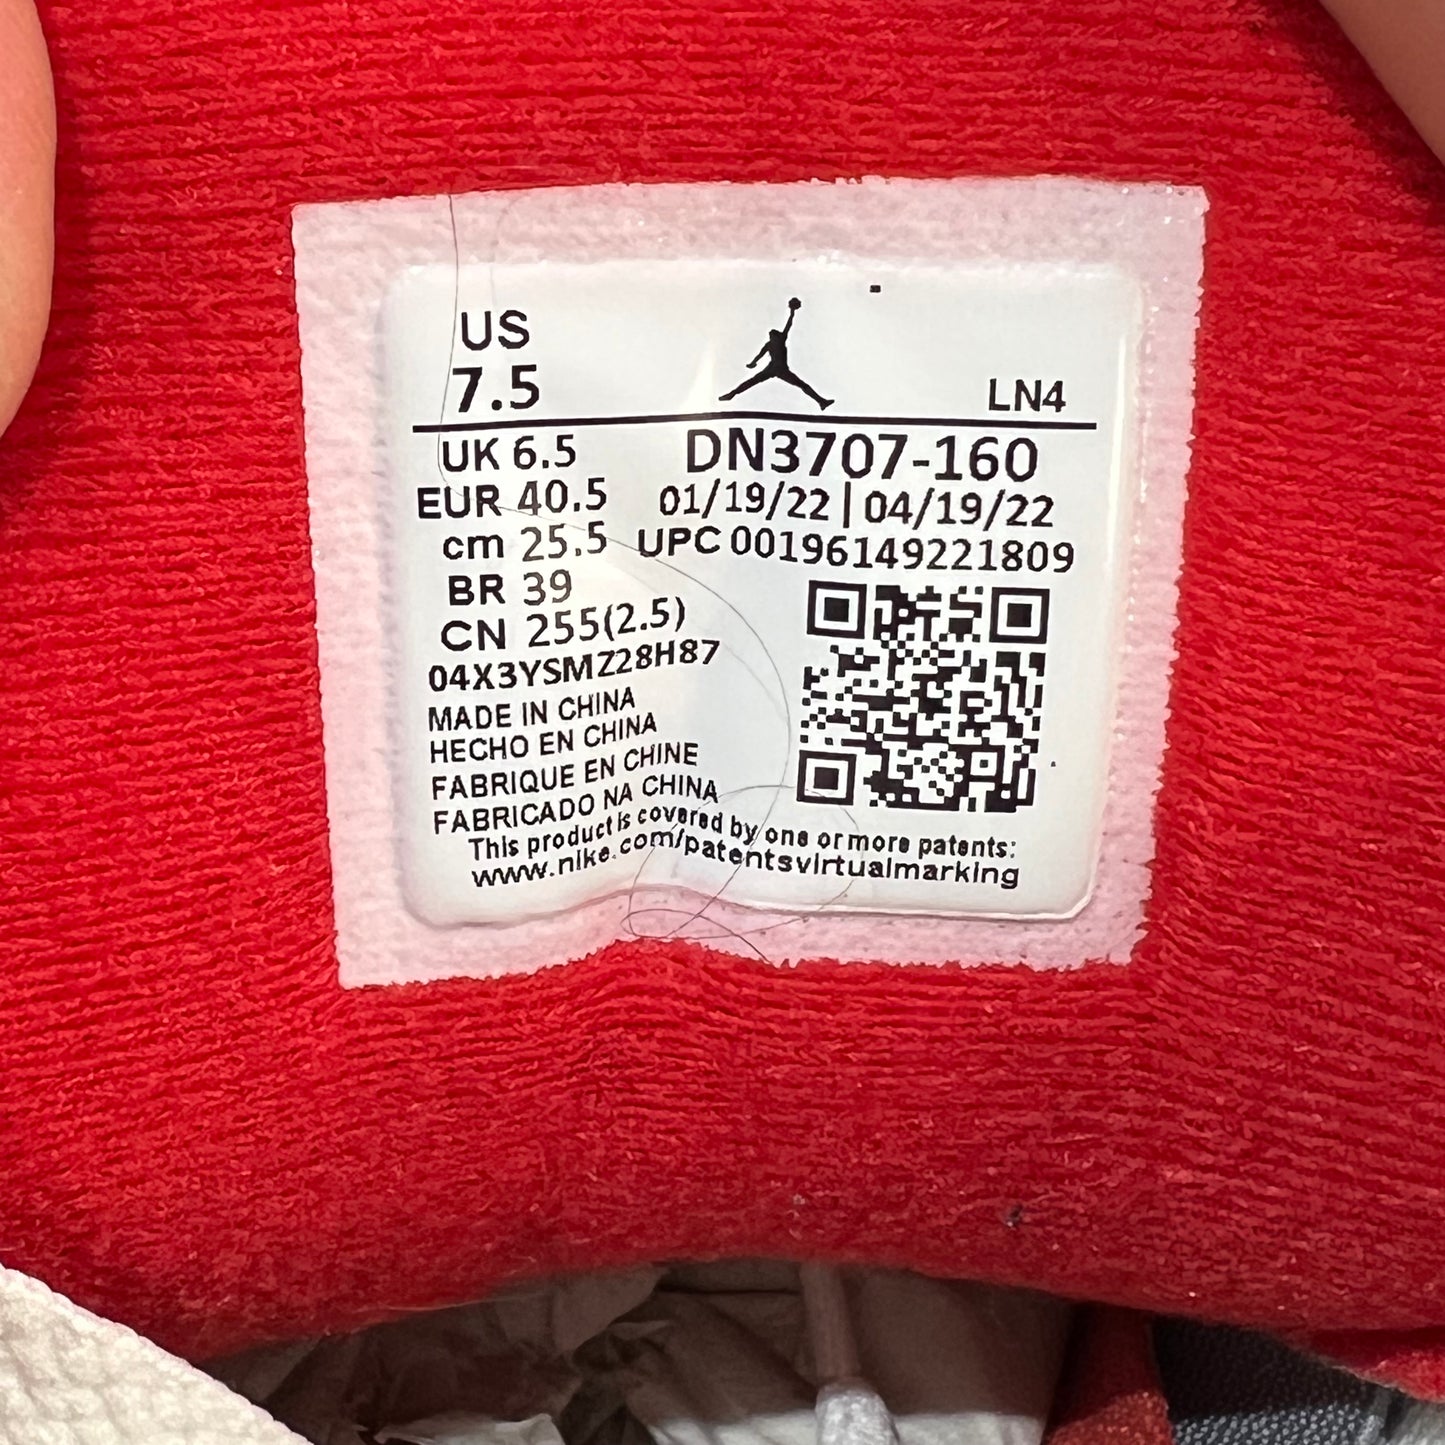 US
7.5
LN4
UK 6.5
DN3707-160
EUR 40.5
01/19/22 | 04/19/22
cm 25.5
UPC 00196149221809
BR 39
CN 255(2.5)
04X3YSMZ28H87
MADE IN CHINA
HECHO EN CHINA
FABRIQUE EN CHINE
FABRICADO NA CHINA
This product is covered by one or more patents:
www.nike.com/patentsvirtualmarking